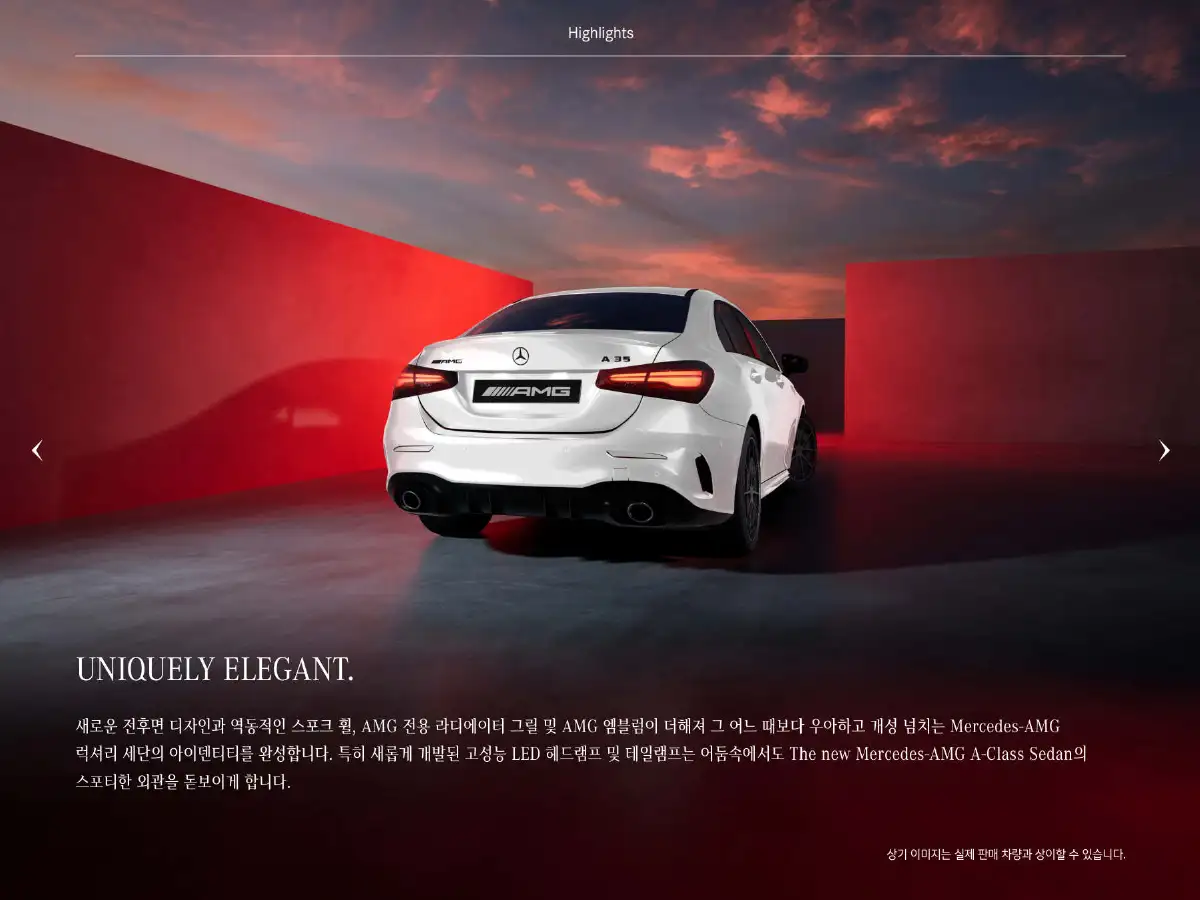 Highlights
AMG
A 35
AMG
UNIQUELY ELEGANT.
새로운 전후면 디자인과 역동적인 스포크 휠, AMG 전용 라디에이터 그릴 및 AMG 엠블럼이 더해져 그 어느 때보다 우아하고 개성 넘치는 Mercedes-AMG
럭셔리 세단의 아이덴티티를 완성합니다. 특히 새롭게 개발된 고성능 LED 헤드램프 및 테일램프는 어둠속에서도 The new Mercedes-AMG A-Class Sedan의
스포티한 외관을 돋보이게 합니다.
상기 이미지는 실제 판매 차량과 상이할 수 있습니다.